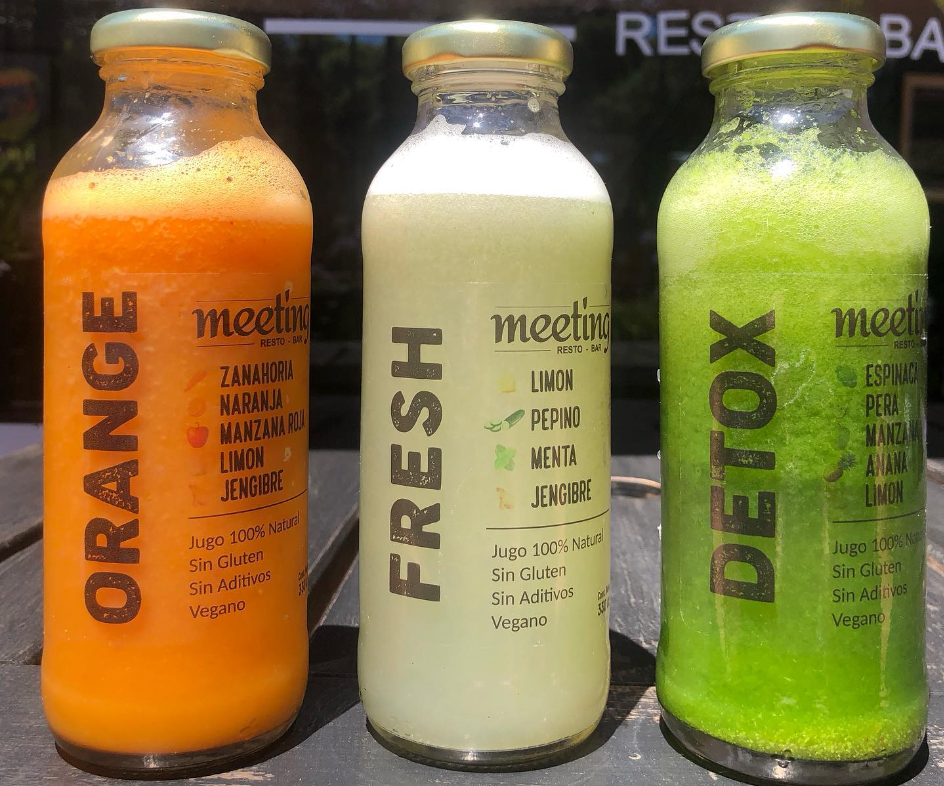 ORANGE
meeting
RESTO - BAR
ZANAHORIA
NARANJA
MANZANA ROJA
LIMON
JENGIBRE
Jugo 100% Natural
Sin Gluten
Sin Aditivos
Vegano
FRESH
meeting
RESTO - BAR
LIMON
PEPINO
MENTA
JENGIBRE
Jugo 100% Natural
Sin Gluten
Sin Aditivos
Vegano
DETOX
meeting
RESTO - BAR
ESPINACA
PERA
MANZANA
ANANA
LIMON
Jugo 100% Natural
Sin Gluten
Sin Aditivos
Vegano